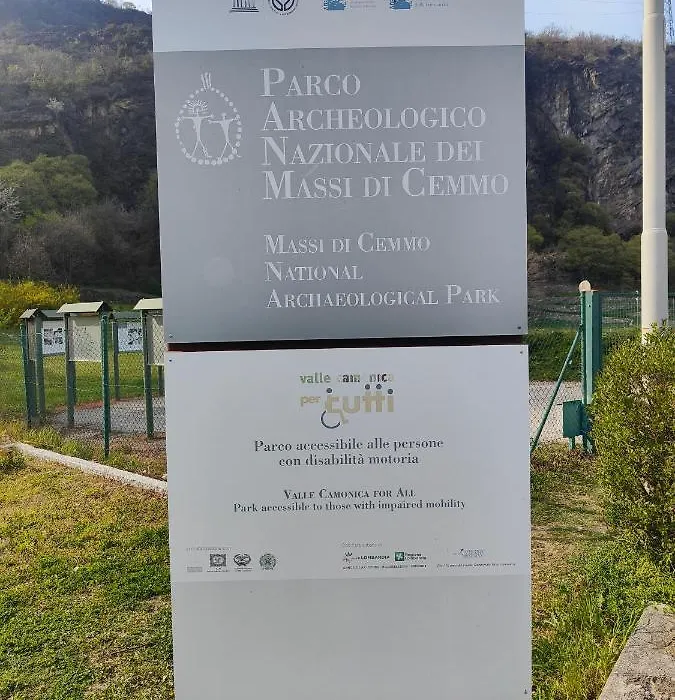 Parco
Archeologico
Nazionale dei
Massi di Cemmo
Massi di Cemmo
National
Archaeological Park
valle camonica
per tutti
Parco accessibile alle persone
con disabilità motoria
Valle Camonica for All
Park accessible to those with impaired mobility
LOMBARDIA